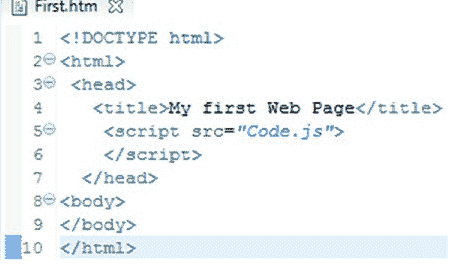 First.htm
1 <!DOCTYPE html>
2 <html>
3 <head>
4 <title>My first Web Page</title>
5 <script src="Code.js">
6 </script>
7 </head>
8 <body>
9 </body>
10 </html>